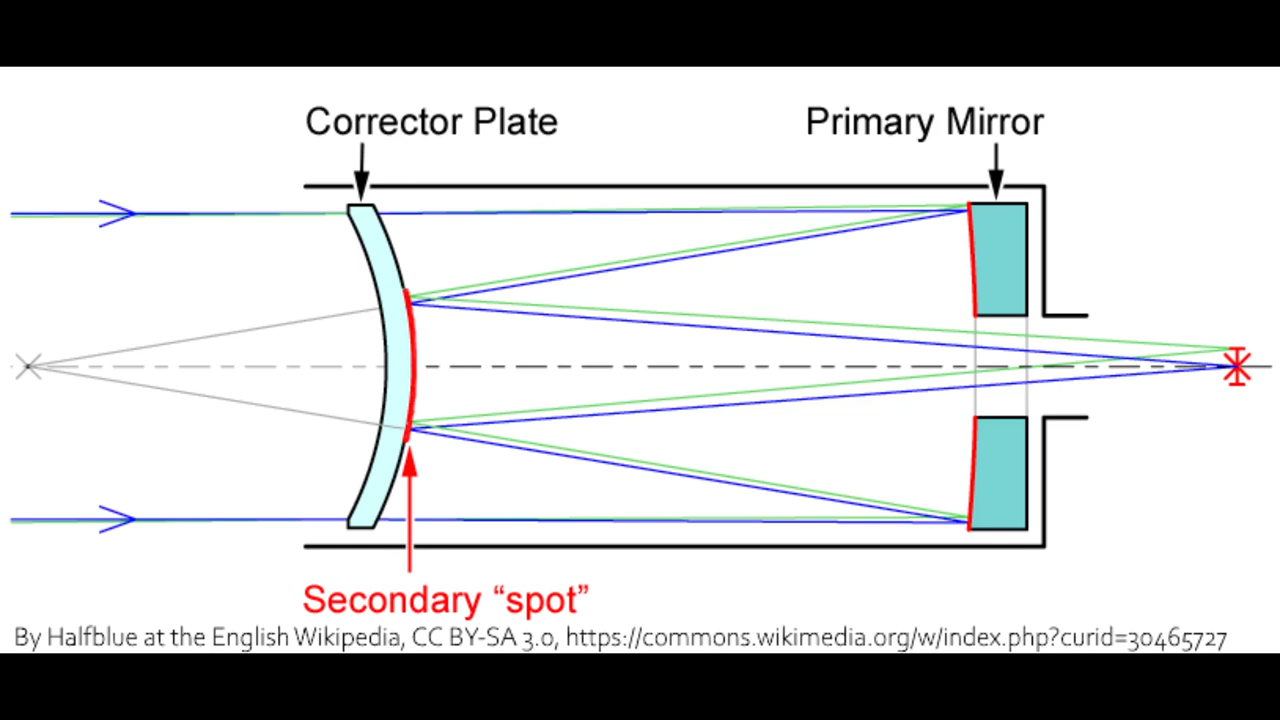 Corrector Plate
Primary Mirror
Secondary “spot”
By Halfblue at the English Wikipedia, CC BY-SA 3.0, https://commons.wikimedia.org/w/index.php?curid=30465727